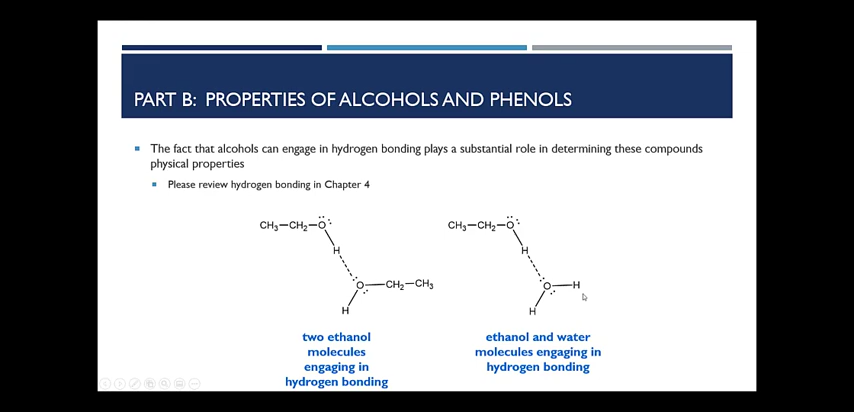 PART B: PROPERTIES OF ALCOHOLS AND PHENOLS
The fact that alcohols can engage in hydrogen bonding plays a substantial role in determining these compounds
physical properties
Please review hydrogen bonding in Chapter 4
CH₃—CH₂—O
H
O—CH₂—CH₃
H
CH₃—CH₂—O
H
O—H
H
two ethanol
molecules
engaging in
hydrogen bonding
ethanol and water
molecules engaging in
hydrogen bonding